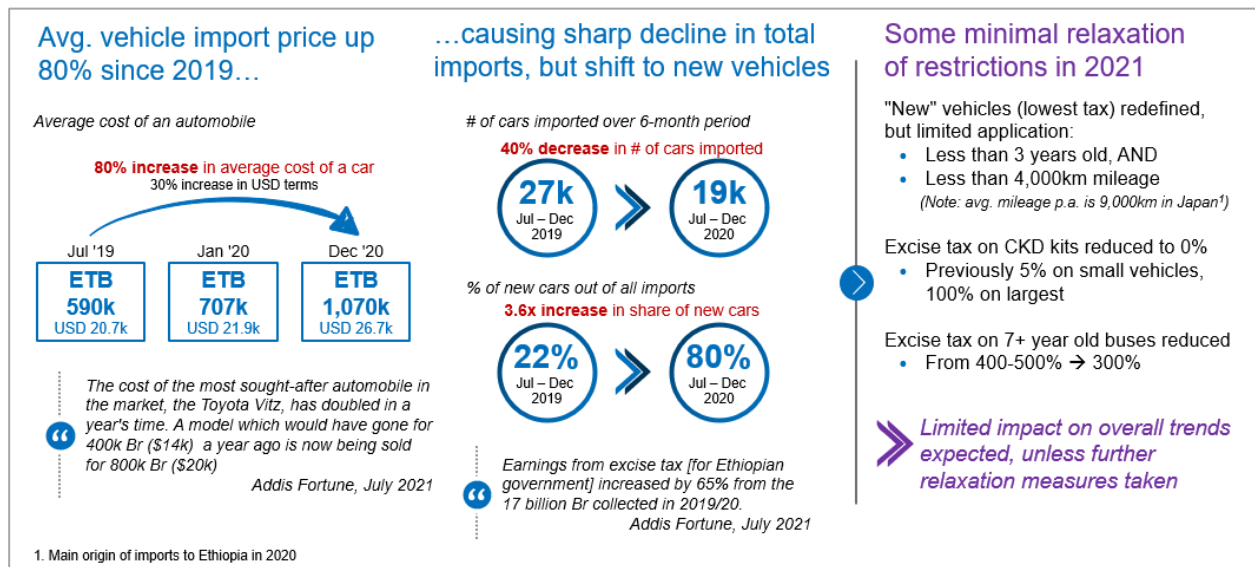 Avg. vehicle import price up
80% since 2019…
Average cost of an automobile
80% increase in average cost of a car
30% increase in USD terms
Jul '19
ETB
590k
USD 20.7k
Jan '20
ETB
707k
USD 21.9k
Dec '20
ETB
1,070k
USD 26.7k
The cost of the most sought-after automobile in
the market, the Toyota Vitz, has doubled in a
year's time. A model which would have gone for
400k Br ($14k) a year ago is now being sold
for 800k Br ($20k)
Addis Fortune, July 2021
…causing sharp decline in total
imports, but shift to new vehicles
# of cars imported over 6-month period
40% decrease in # of cars imported
27k
Jul – Dec
2019
19k
Jul – Dec
2020
% of new cars out of all imports
3.6x increase in share of new cars
22%
Jul – Dec
2019
80%
Jul – Dec
2020
Earnings from excise tax [for Ethiopian
government] increased by 65% from the
17 billion Br collected in 2019/20.
Addis Fortune, July 2021
Some minimal relaxation
of restrictions in 2021
"New" vehicles (lowest tax) redefined,
but limited application:
• Less than 3 years old, AND
• Less than 4,000km mileage
(Note: avg. mileage p.a. is 9,000km in Japan¹)
Excise tax on CKD kits reduced to 0%
• Previously 5% on small vehicles,
100% on largest
Excise tax on 7+ year old buses reduced
• From 400-500% → 300%
Limited impact on overall trends
expected, unless further
relaxation measures taken
1. Main origin of imports to Ethiopia in 2020